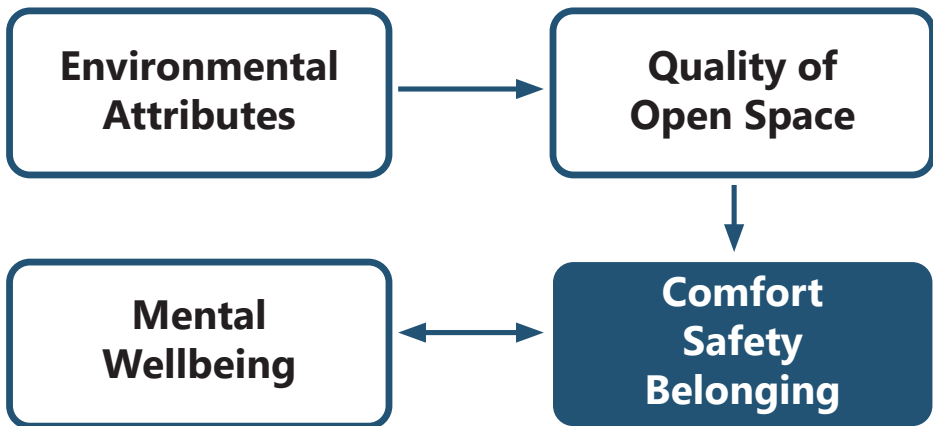 Environmental
Attributes
Quality of
Open Space
Mental
Wellbeing
Comfort
Safety
Belonging